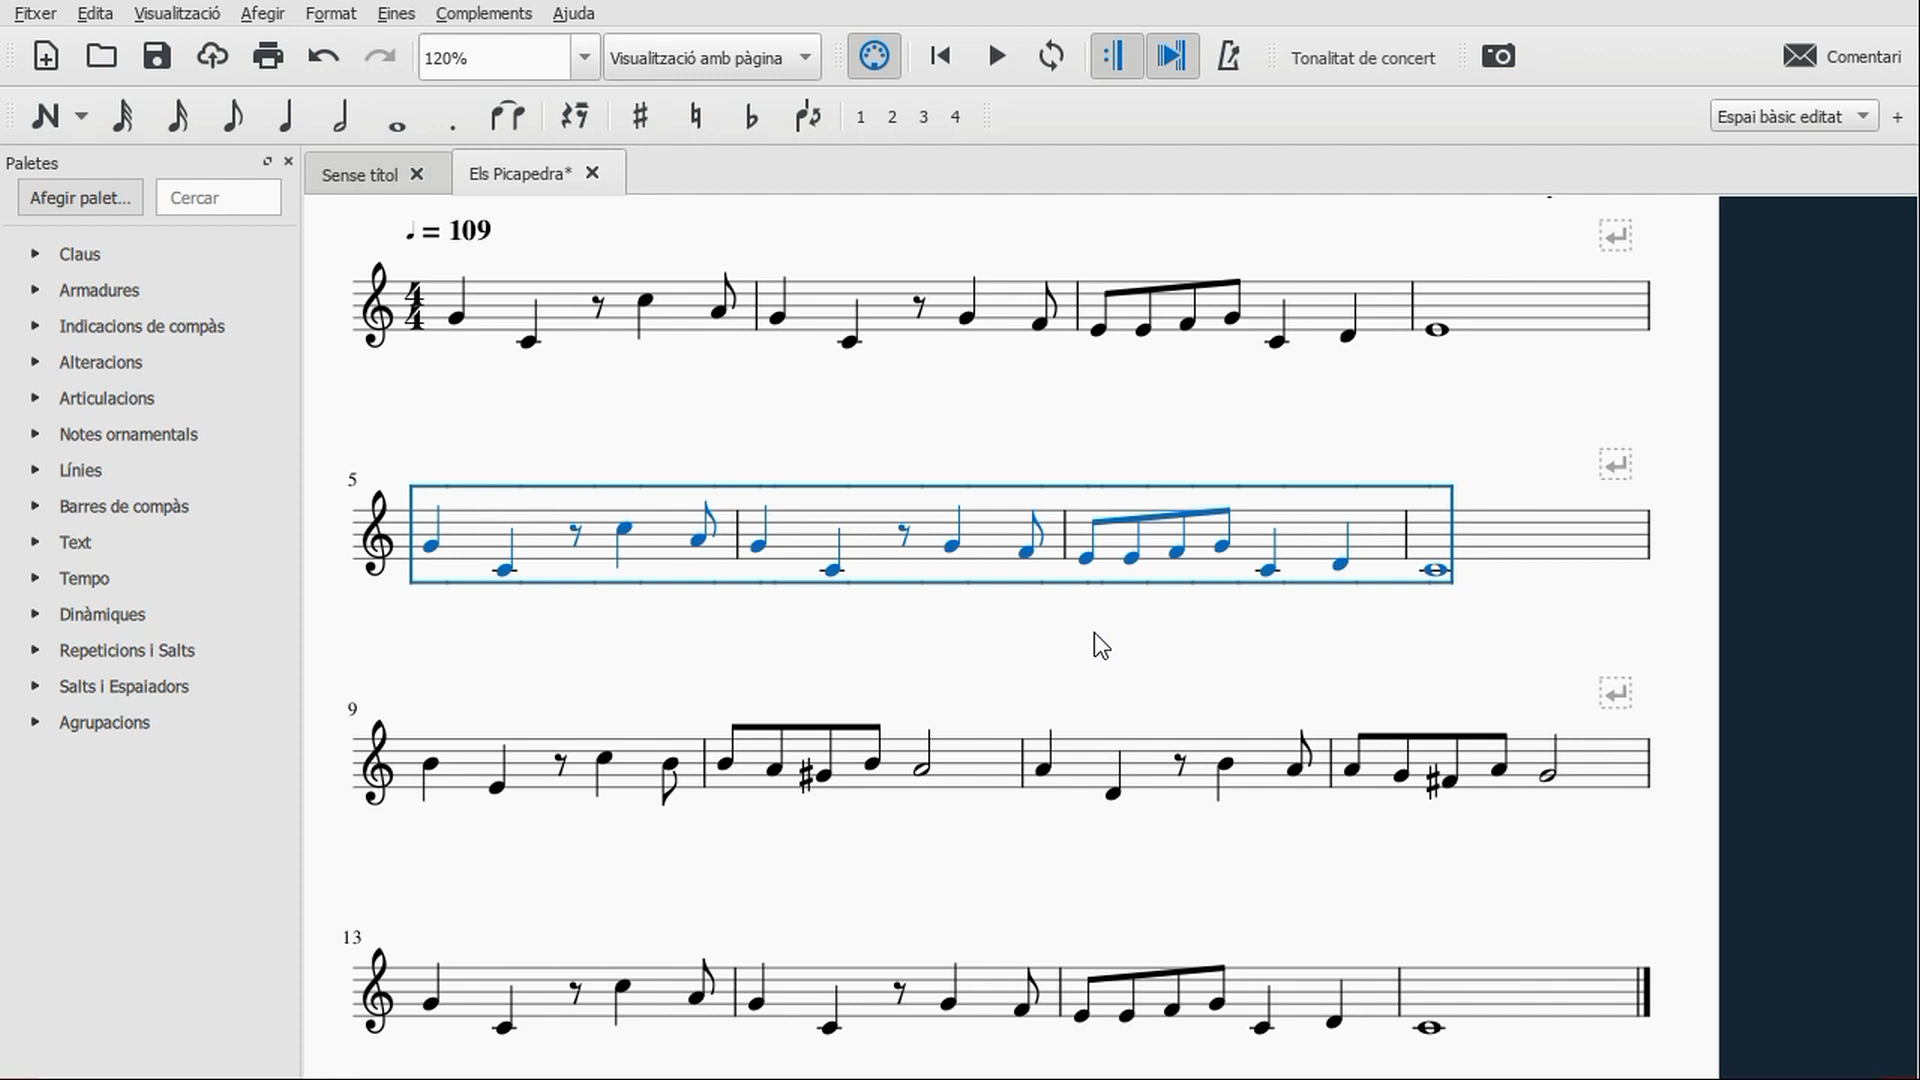 Fitxer Edita Visualització Afegir Format Eines Complements Ajuda
120% Visualització amb pàgina Tonalitat de concert Comentari
1 2 3 4 Espai bàsic editat +
Paletes
Sense títol Els Picapedra*
Afegir palet... Cercar
Claus
Armadures
Indicacions de compàs
Alteracions
Articulacions
Notes ornamentals
Línies
Barres de compàs
Text
Tempo
Dinàmiques
Repeticions i Salts
Salts i Espaiadors
Agrupacions
♩ = 109
4
4
5
9
13